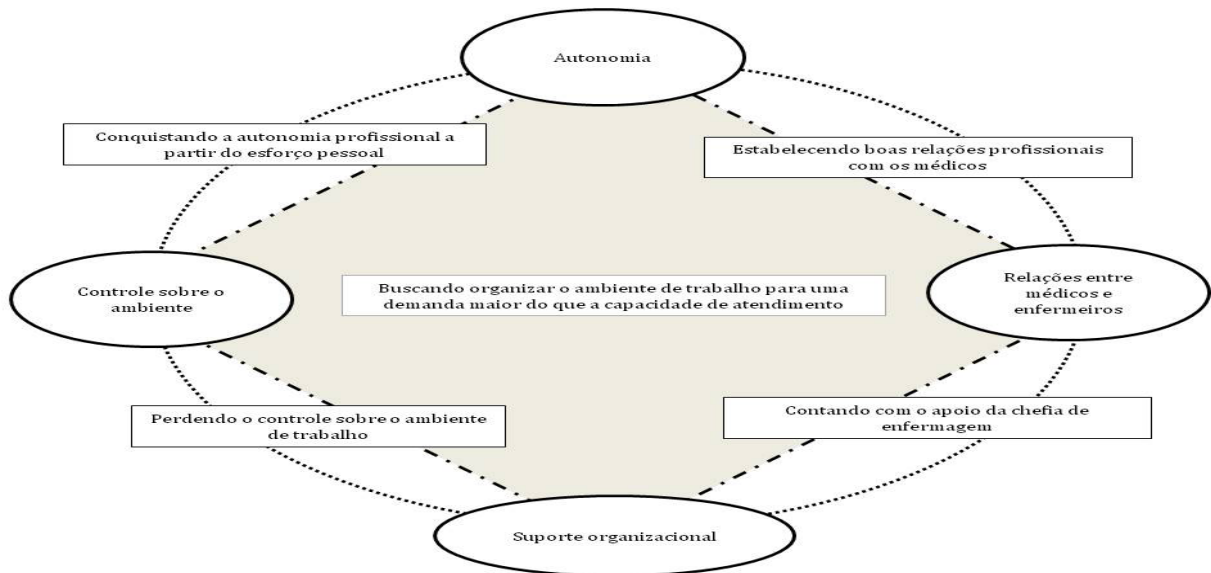 Autonomia
Conquistando a autonomia profissional a
partir do esforço pessoal
Estabelecendo boas relações profissionais
com os médicos
Controle sobre o
ambiente
Buscando organizar o ambiente de trabalho para uma
demanda maior do que a capacidade de atendimento
Relações entre
médicos e
enfermeiros
Perdendo o controle sobre o ambiente
de trabalho
Contando com o apoio da chefia de
enfermagem
Suporte organizacional